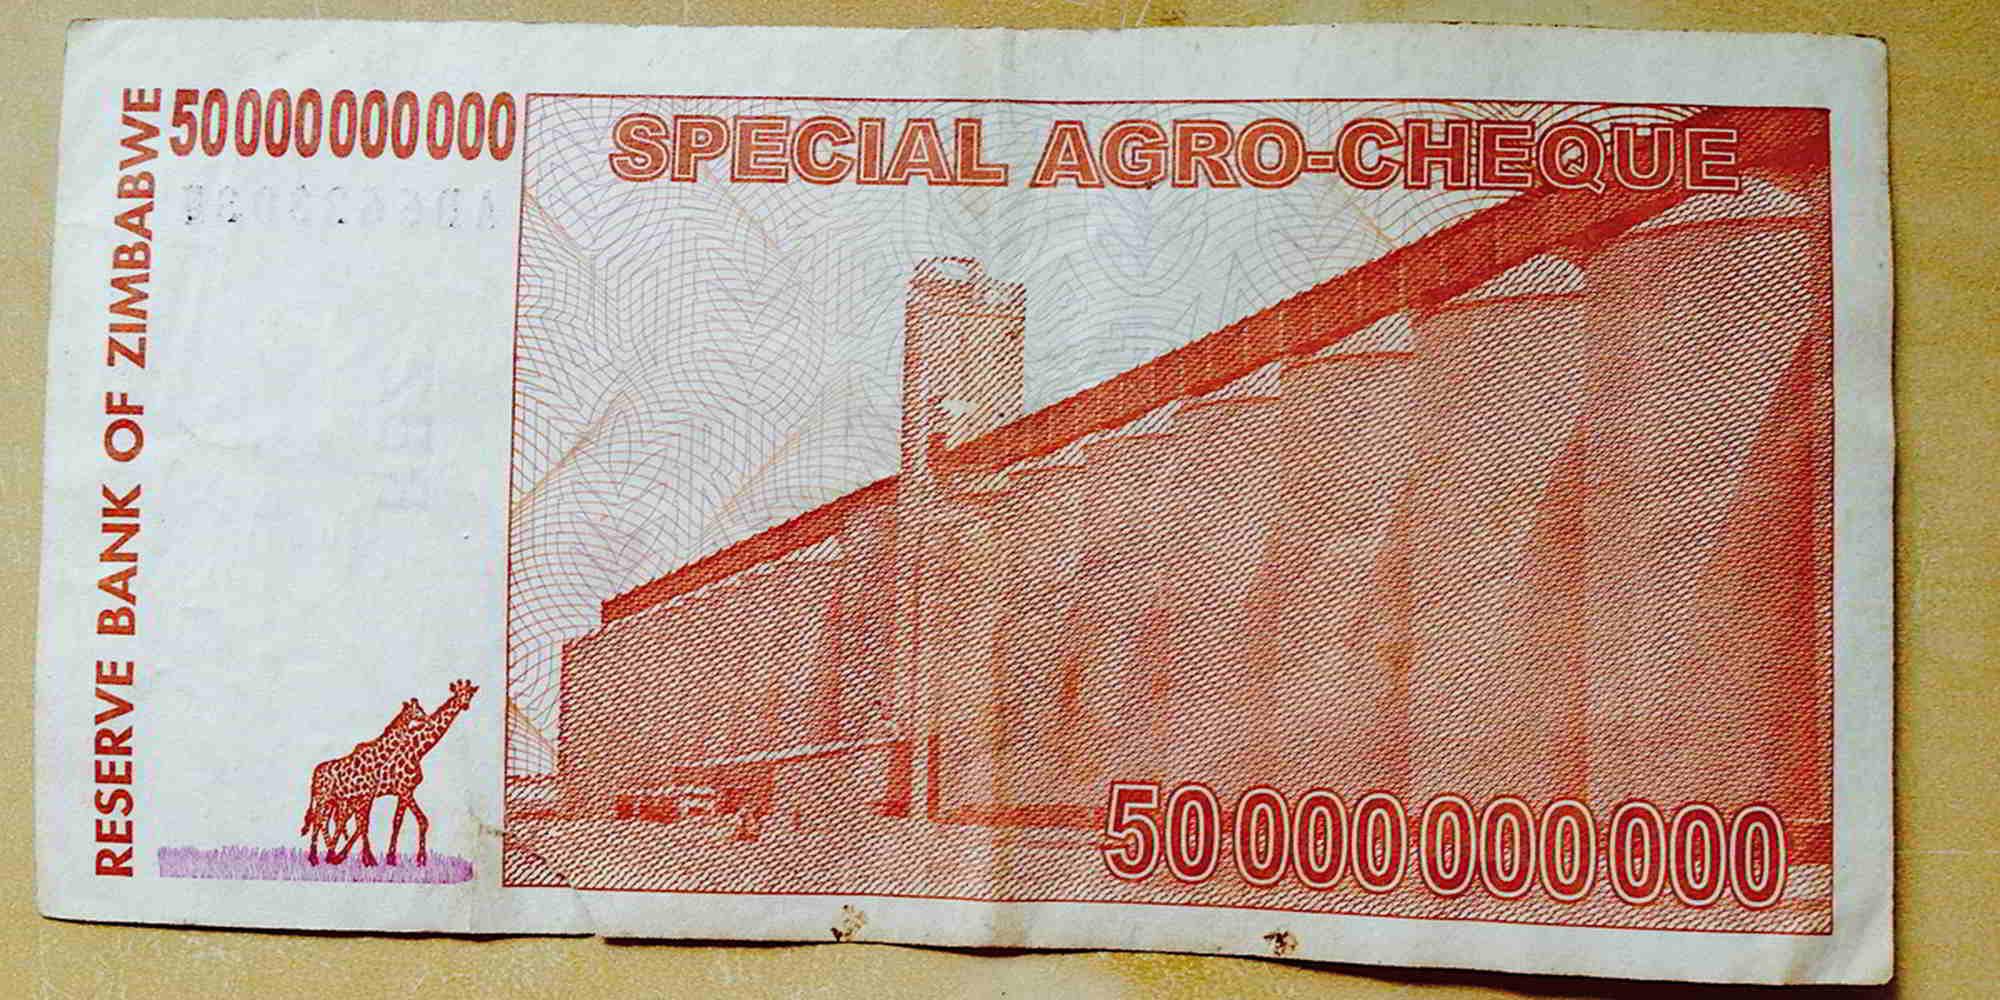 RESERVE BANK OF ZIMBABWE
50000000000
SPECIAL AGRO-CHEQUE
50 000 000 000